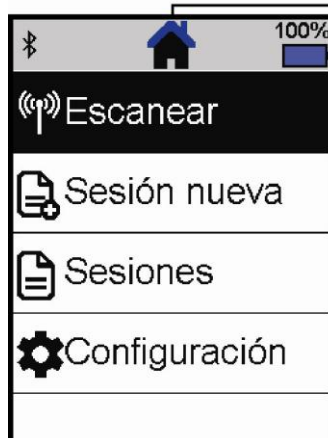 100%
Escanear
Sesión nueva
Sesiones
Configuración